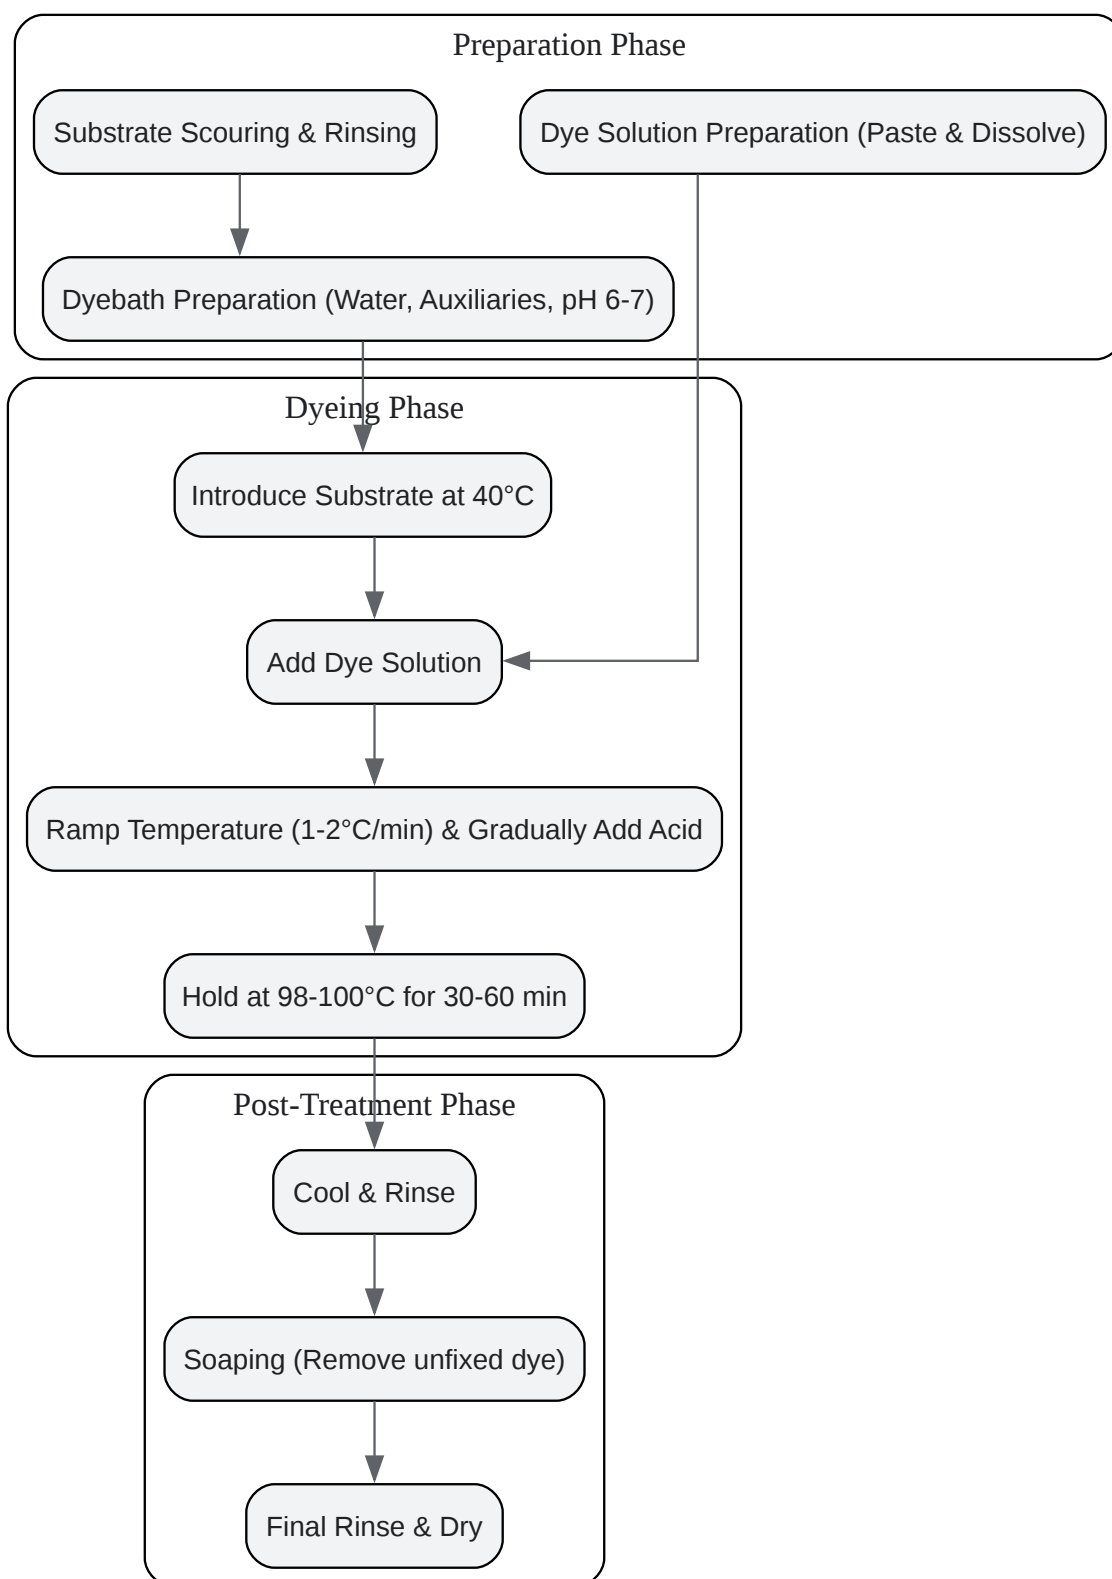 Preparation Phase
Substrate Scouring & Rinsing
Dye Solution Preparation (Paste & Dissolve)
Dyebath Preparation (Water, Auxiliaries, pH 6-7)
Dyeing Phase
Introduce Substrate at 40°C
Add Dye Solution
Ramp Temperature (1-2°C/min) & Gradually Add Acid
Hold at 98-100°C for 30-60 min
Post-Treatment Phase
Cool & Rinse
Soaping (Remove unfixed dye)
Final Rinse & Dry